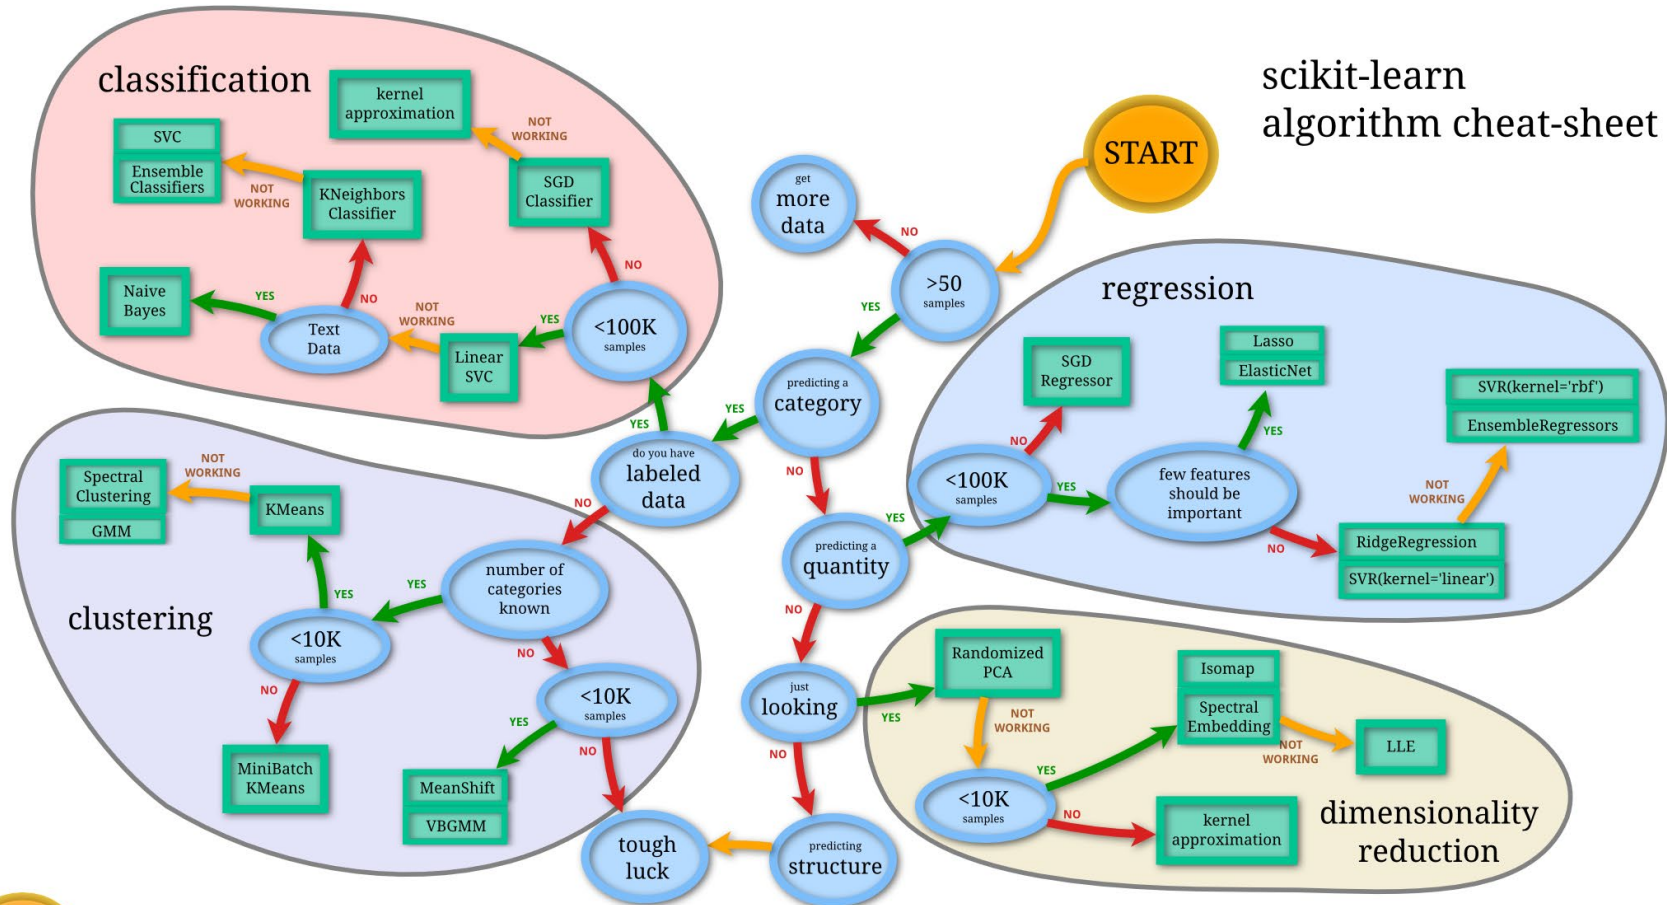 scikit-learn
algorithm cheat-sheet
START
get
more
data
NO
>50
samples
YES
predicting a
category
YES
NO
do you have
labeled
data
YES
NO
predicting a
quantity
YES
NO
just
looking
YES
NO
predicting
structure
tough
luck
classification
kernel
approximation
NOT
WORKING
SGD
Classifier
NO
<100K
samples
YES
Linear
SVC
NOT
WORKING
Text
Data
YES
Naive
Bayes
NO
KNeighbors
Classifier
NOT
WORKING
SVC
Ensemble
Classifiers
regression
<100K
samples
NO
SGD
Regressor
YES
few features
should be
important
YES
Lasso
ElasticNet
NO
RidgeRegression
SVR(kernel='linear')
NOT
WORKING
SVR(kernel='rbf')
EnsembleRegressors
clustering
number of
categories
known
YES
<10K
samples
YES
KMeans
NOT
WORKING
Spectral
Clustering
GMM
NO
MiniBatch
KMeans
NO
<10K
samples
YES
MeanShift
VBGMM
NO
dimensionality
reduction
Randomized
PCA
NOT
WORKING
<10K
samples
YES
Isomap
Spectral
Embedding
NOT
WORKING
LLE
NO
kernel
approximation